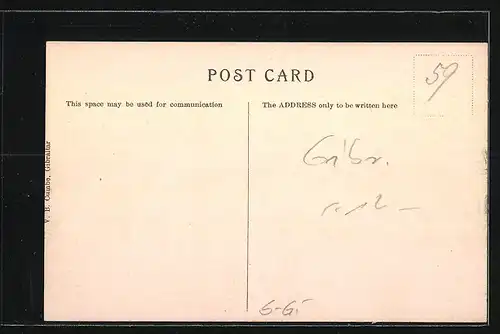 POST CARD
This space may be used for communication
The ADDRESS only to be written here
59
Gibr.
V. B. Cumbo, Gibraltar